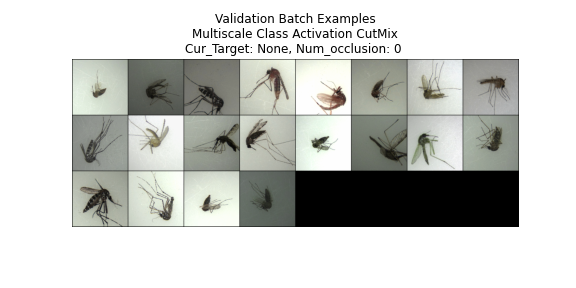 Validation Batch Examples
Multiscale Class Activation CutMix
Cur_Target: None, Num_occlusion: 0